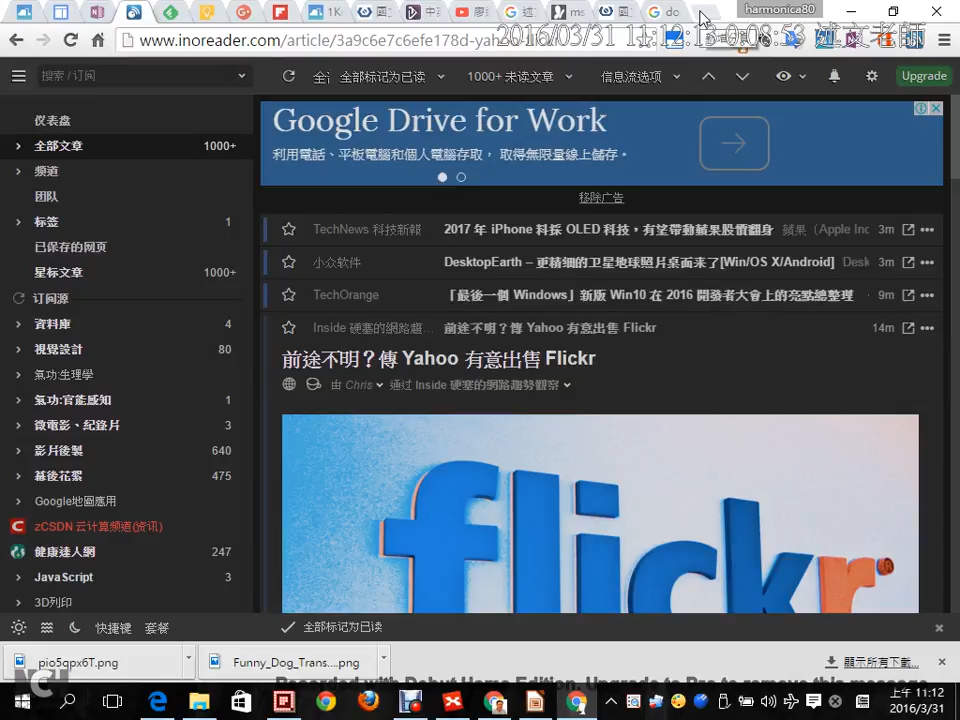 harmonica80
www.inoreader.com/article/3a9c6e7c6efe178d-yah
2016/03/31
搜索 / 订阅
全部标记为已读
1000+ 未读文章
信息流选项
Upgrade
仪表盘
全部文章 1000+
频道
团队
标签 1
已保存的网页
星标文章 1000+
订阅源
資料庫 4
視覺設計 80
氣功:生理學
氣功:官能感知 1
微電影、紀錄片 3
影片後製 640
幕後花絮 475
Google地圖應用
zCSDN 云计算频道(资讯)
健康達人網 247
JavaScript 3
3D列印
快捷键 套餐
Google Drive for Work
利用電話、平板電腦和個人電腦存取，取得無限量線上儲存。
移除广告
TechNews 科技新報 2017 年 iPhone 料採 OLED 科技，有望帶動蘋果股價翻身 蘋果（Apple Inc 3m
小众软件 DesktopEarth – 更精细的卫星地球照片桌面来了[Win/OS X/Android] Desk 3m
TechOrange 「最後一個 Windows」新版 Win10 在 2016 開發者大會上的亮點總整理 9m
Inside 硬塞的網路趨... 前途不明？傳 Yahoo 有意出售 Flickr 14m
前途不明？傳 Yahoo 有意出售 Flickr
由 Chris 通过 Inside 硬塞的網路趨勢觀察
flickr
全部标记为已读
pio5qpx6T.png
Funny_Dog_Trans....png
顯示所有下載...
NCH
Recorded with Debut Home Edition. Upgrade to Pro to remove this message
上午 11:12
2016/3/31